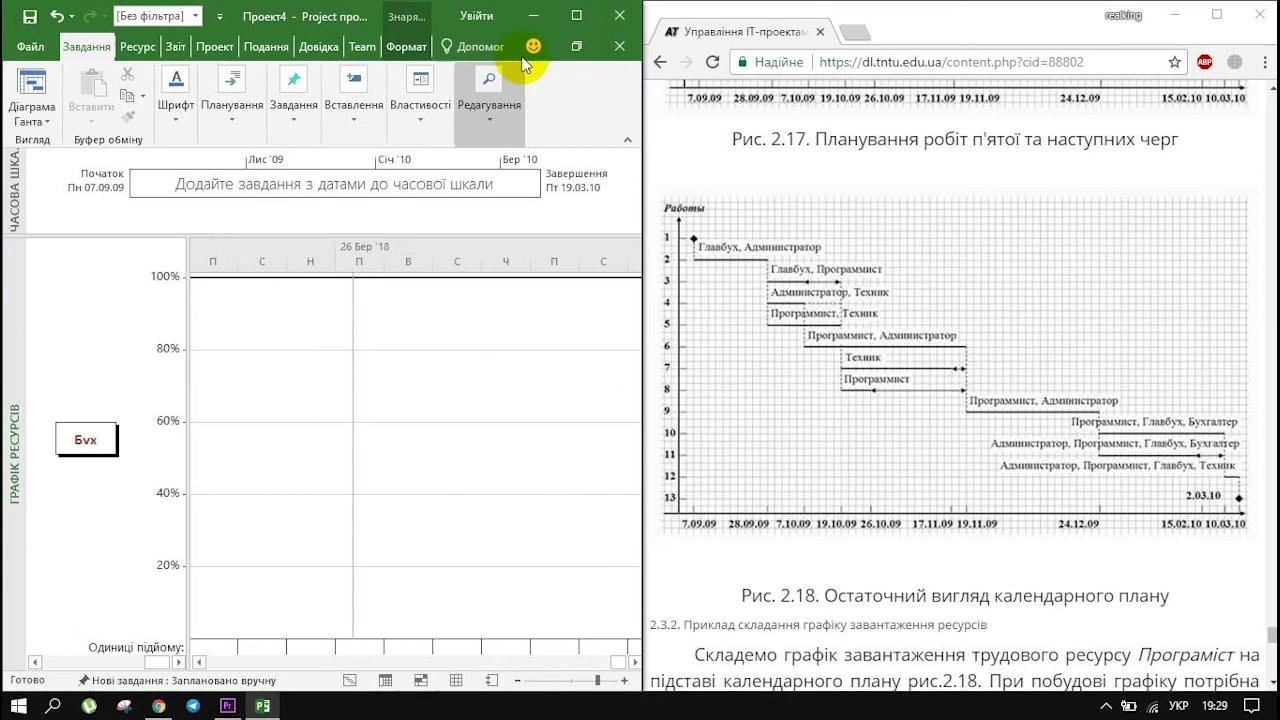 [Без фільтра]
Проект4 - Project про...
Знаря...
Увійти
Файл Завдання Ресурс Звіт Проект Подання Довідка Team Формат Допомог
Діаграма Ганта
Вставити
Шрифт
Планування
Завдання
Вставлення
Властивості
Редагування
Вигляд
Буфер обміну
ЧАСОВА ШКА
Лис '09
Січ '10
Бер '10
Початок
Пн 07.09.09
Додайте завдання з датами до часової шкали
Завершення
Пт 19.03.10
ГРАФІК РЕСУРСІВ
26 Бер '18
П С Н П В С Ч П С
100%
80%
60%
40%
20%
Бух
Одиниці підйому:
Готово
Нові завдання : Заплановано вручну
realking
Управління ІТ-проектам
Надійне
https://dl.tntu.edu.ua/content.php?cid=88802
ABP
7.09.09 28.09.09 7.10.09 19.10.09 26.10.09 17.11.09 19.11.09 24.12.09 15.02.10 10.03.10
Рис. 2.17. Планування робіт п'ятої та наступних черг
Работы
1
Главбух, Администратор
2
Главбух, Программист
3
Администратор, Техник
4
Программист, Техник
5
Программист, Администратор
6
Техник
7
Программист
8
Программист, Администратор
9
Программист, Главбух, Бухгалтер
10
Администратор, Программист, Главбух, Бухгалтер
11
Администратор, Программист, Главбух, Техник
12
2.03.10
13
7.09.09 28.09.09 7.10.09 19.10.09 26.10.09 17.11.09 19.11.09 24.12.09 15.02.10 10.03.10
Рис. 2.18. Остаточний вигляд календарного плану
2.3.2. Приклад складання графіку завантаження ресурсів
Складемо графік завантаження трудового ресурсу Програміст на
підставі календарного плану рис.2.18. При побудові графіку потрібна
УКР
19:29